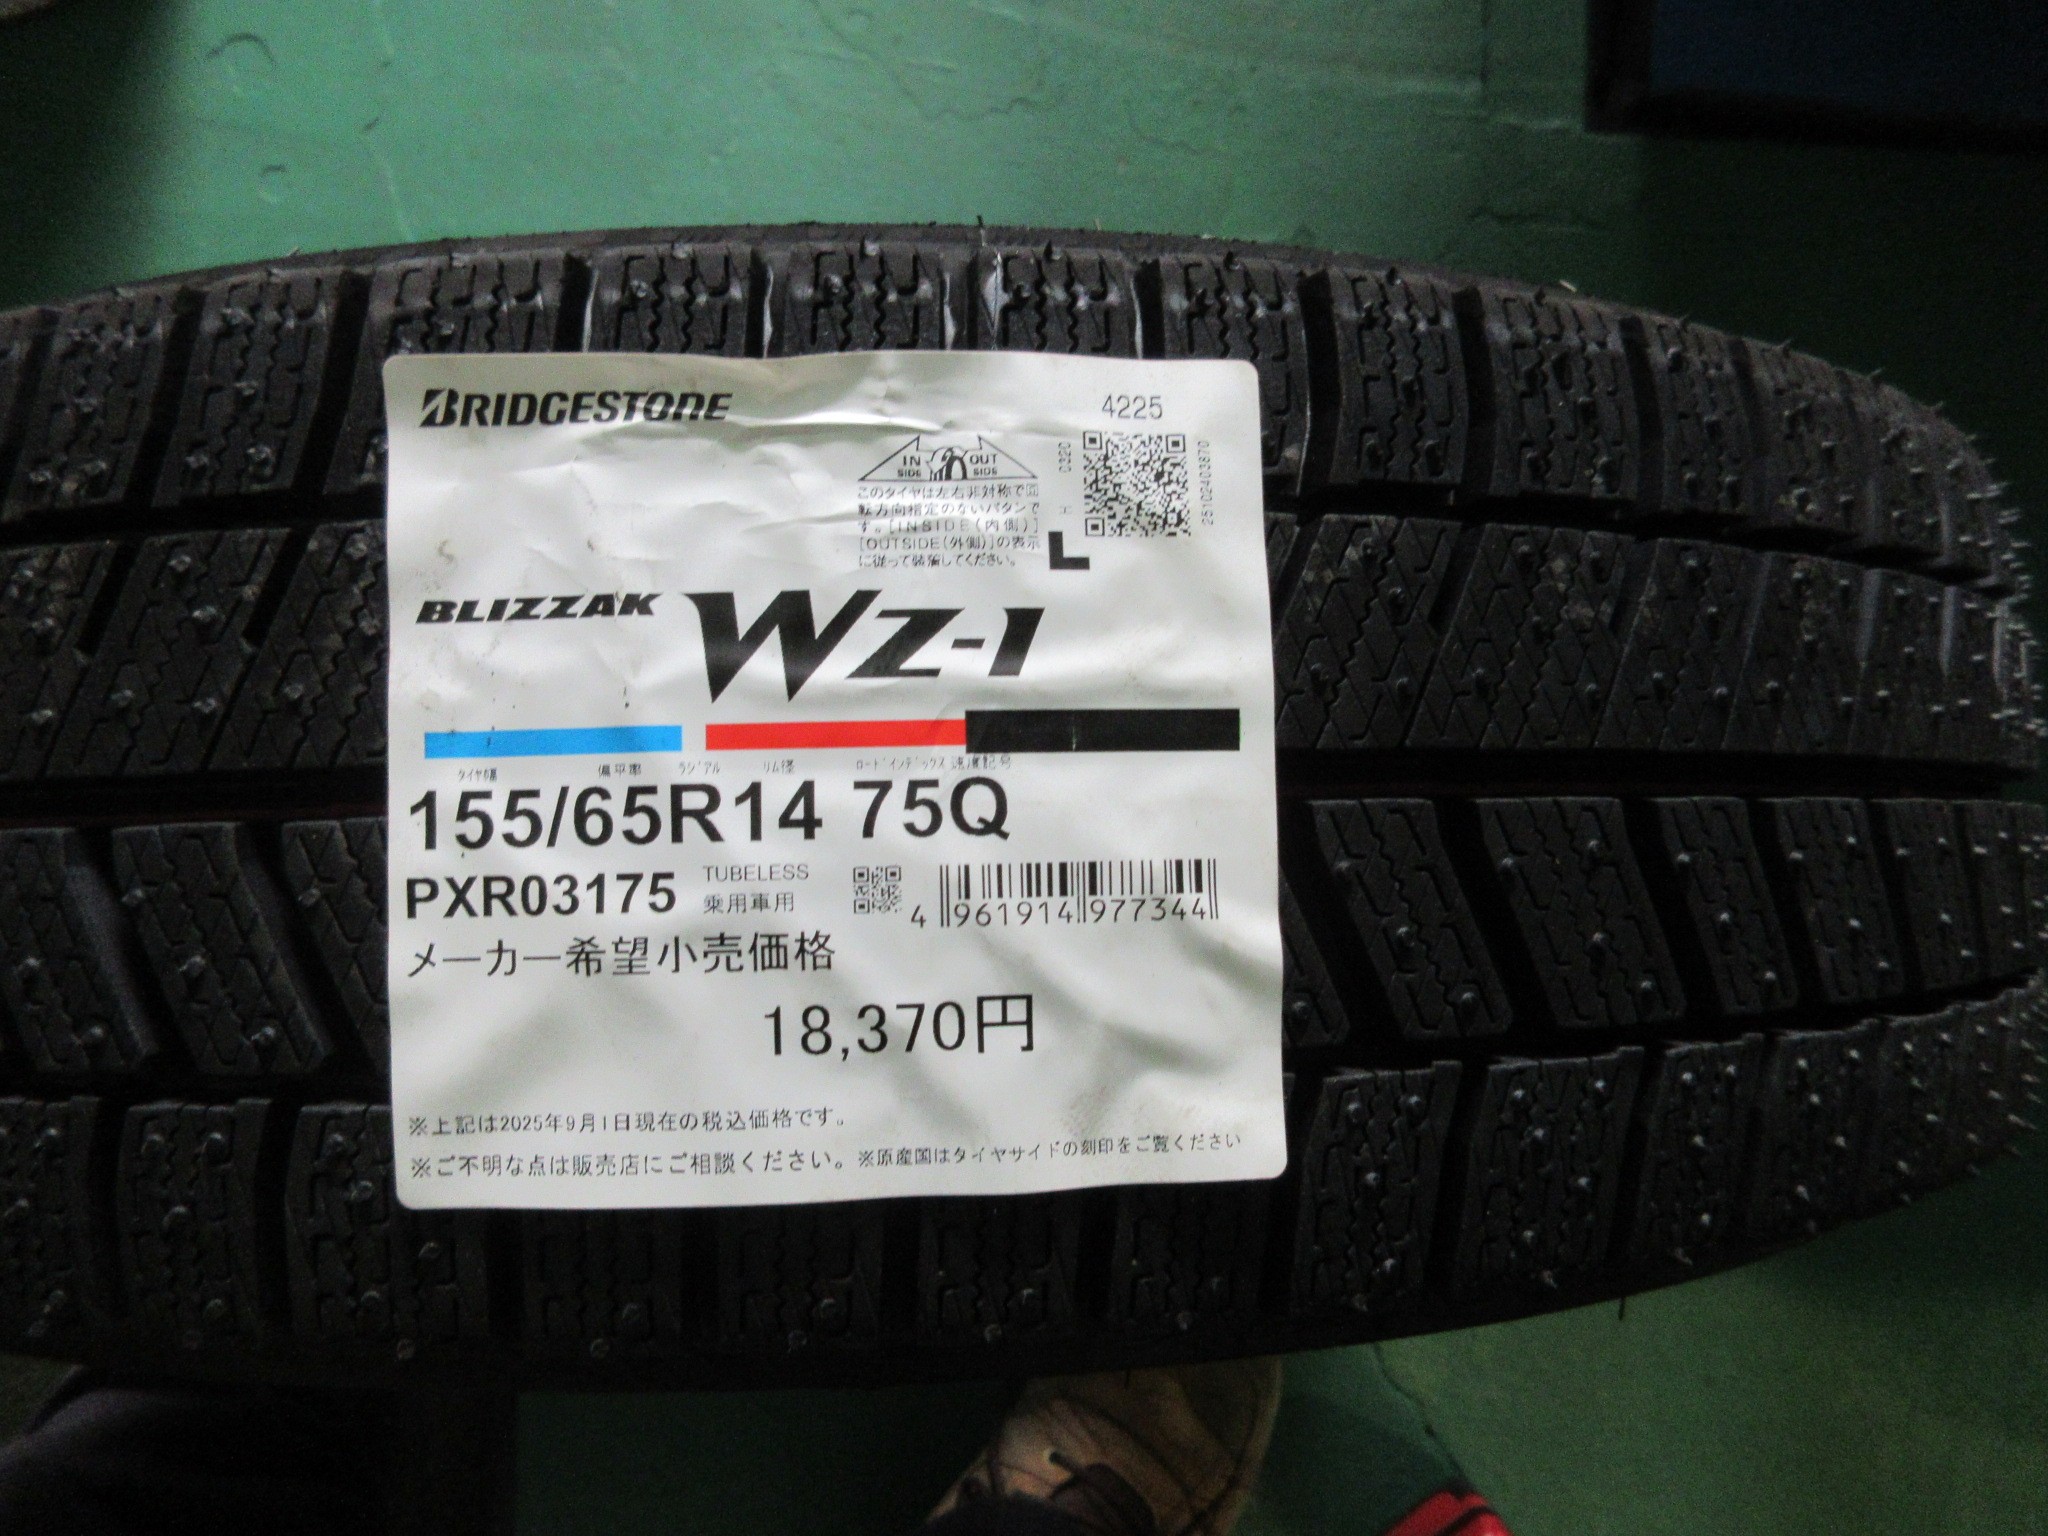 BRIDGESTONE
4225
IN SIDE OUT SIDE
0320
25102403870
このタイヤは左右非対称で回
転方向指定のないパタンで
す。[INSIDE(内側)]
[OUTSIDE(外側)]の表示
に従って装着してください。
L
BLIZZAK WZ-1
タイヤ幅 偏平率 ラジアル リム径 ロードインデックス 速度記号
155/65R14 75Q
PXR03175
TUBELESS
乗用車用
4 961914 977344
メーカー希望小売価格
18,370円
※上記は2025年9月1日現在の税込価格です。
※ご不明な点は販売店にご相談ください。※原産国はタイヤサイドの刻印をご覧ください